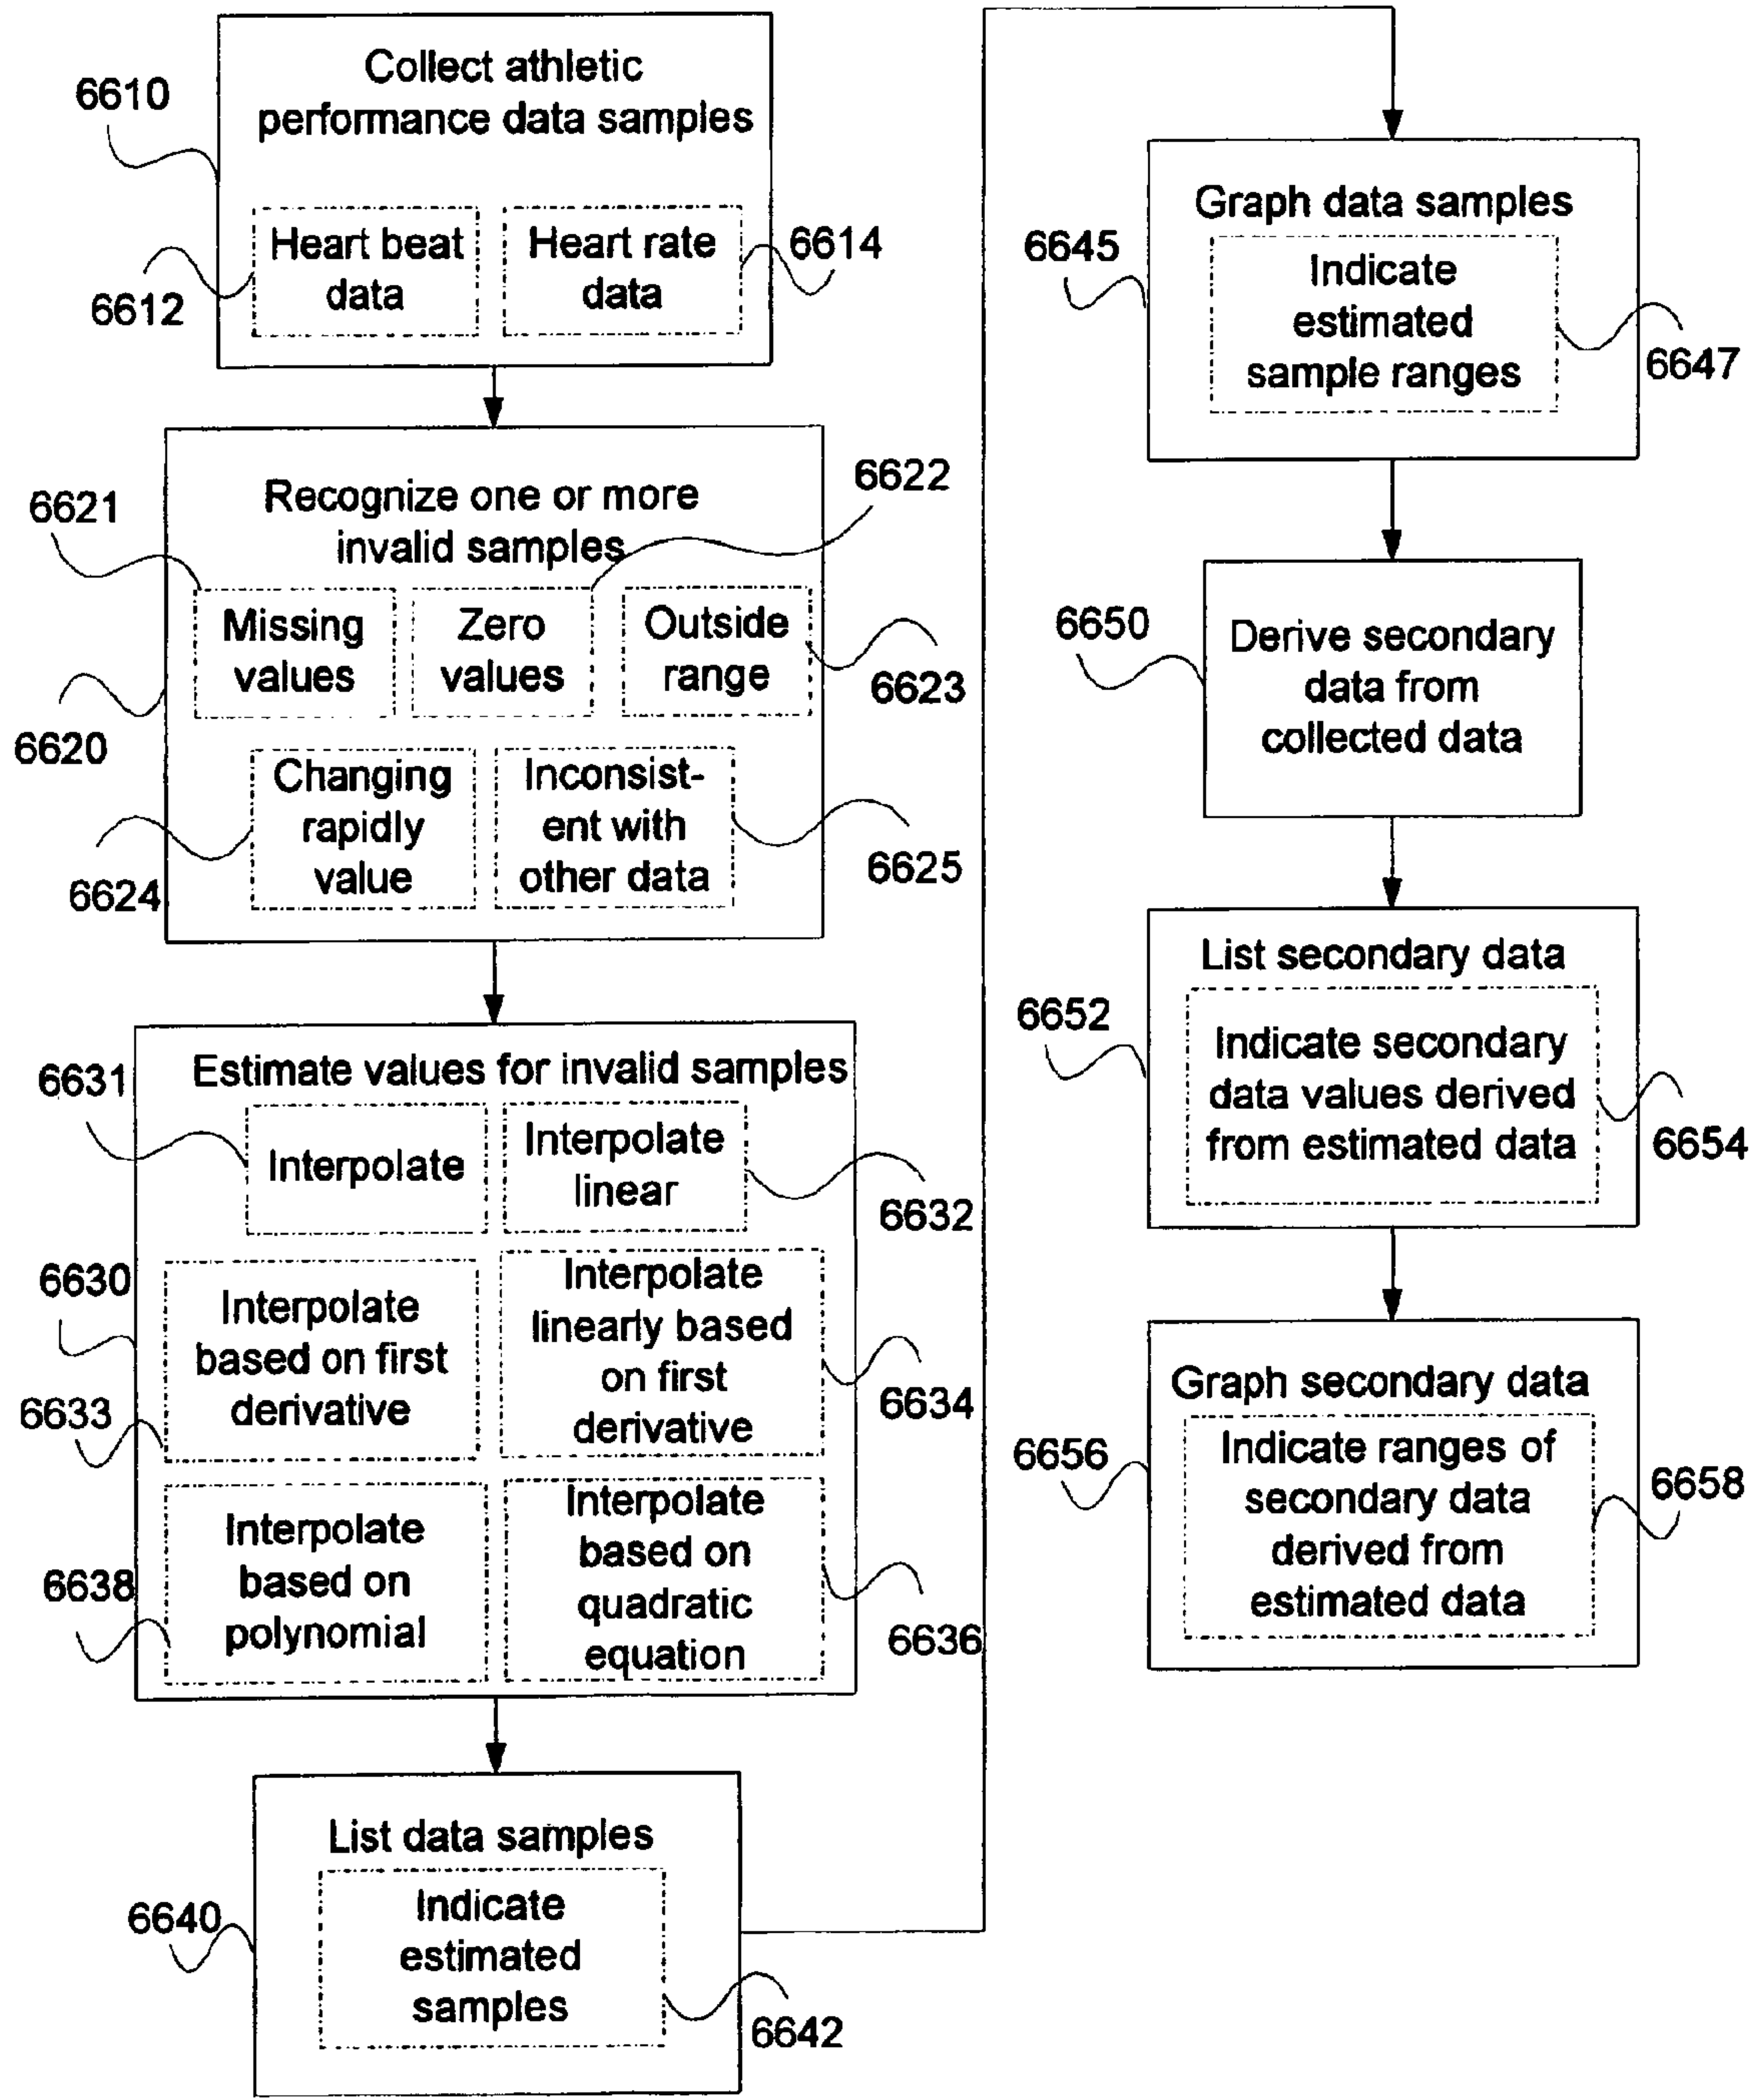 Collect athletic
performance data samples
6610
Heart beat
data
Heart rate
data
6612
6614
Recognize one or more
invalid samples
6621
6622
Missing
values
Zero
values
Outside
range
6620
6623
Changing
rapidly
value
Inconsist-
ent with
other data
6624
6625
Estimate values for invalid samples
6631
Interpolate
Interpolate
linear
6632
6630
Interpolate
based on first
derivative
Interpolate
linearly based
on first
derivative
6633
6634
Interpolate
based on
polynomial
Interpolate
based on
quadratic
equation
6638
6636
List data samples
6640
Indicate
estimated
samples
6642
Graph data samples
6645
Indicate
estimated
sample ranges
6647
6650
Derive secondary
data from
collected data
List secondary data
6652
Indicate secondary
data values derived
from estimated data
6654
Graph secondary data
6656
Indicate ranges of
secondary data
derived from
estimated data
6658